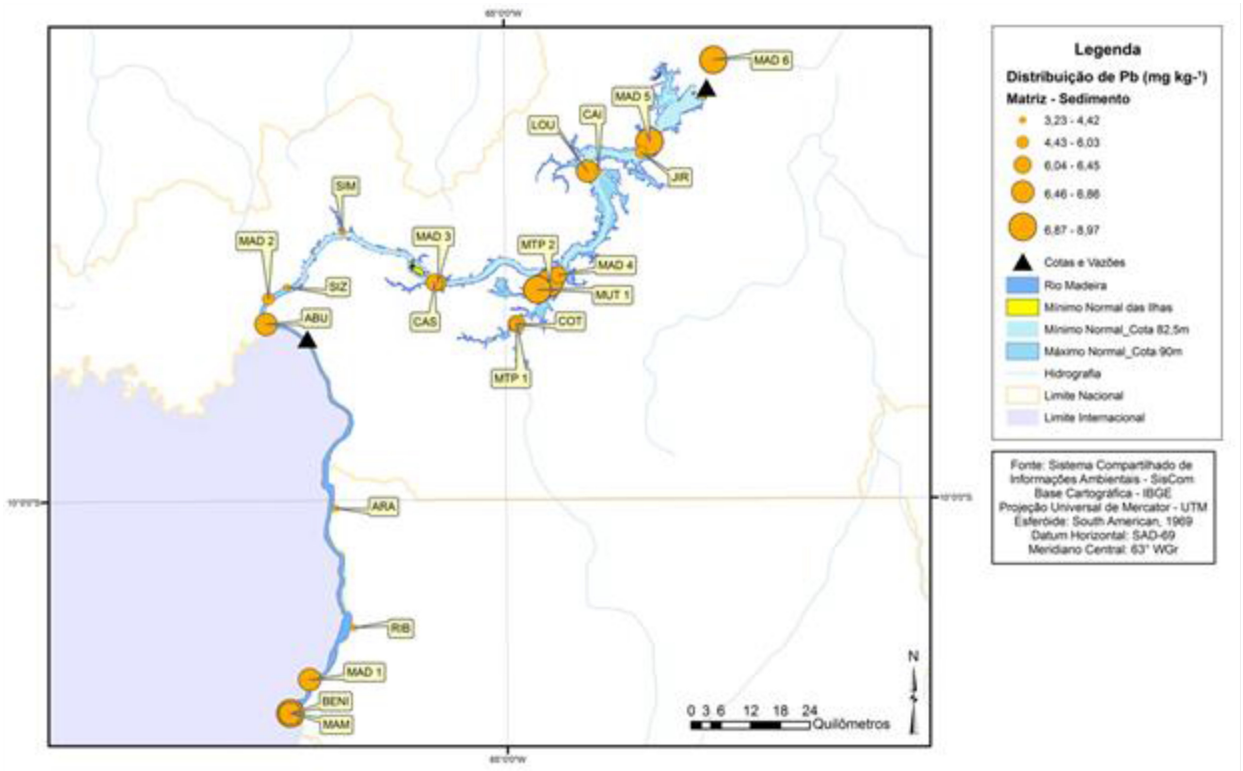 65°0'0"W
MAD 6
MAD 5
CAI
LOU
JIR
SIM
MAD 3
MTP 2
MAD 2
MAD 4
SIZ
MUT 1
ABU
CAS
COT
MTP 1
10°0'0"S
10°0'0"S
ARA
RIB
MAD 1
BENI
MAM
N
0 3 6 12 18 24
Quilômetros
65°0'0"W
Legenda
Distribuição de Pb (mg kg-¹)
Matriz - Sedimento
3,23 - 4,42
4,43 - 6,03
6,04 - 6,45
6,46 - 6,86
6,87 - 8,97
Cotas e Vazões
Rio Madeira
Mínimo Normal das Ilhas
Mínimo Normal_Cota 82,5m
Máximo Normal_Cota 90m
Hidrografia
Limite Nacional
Limite Internacional
Fonte: Sistema Compartilhado de
Informações Ambientais - SisCom
Base Cartográfica - IBGE
Projeção Universal de Mercator - UTM
Esferóide: South American, 1969
Datum Horizontal: SAD-69
Meridiano Central: 63° WGr